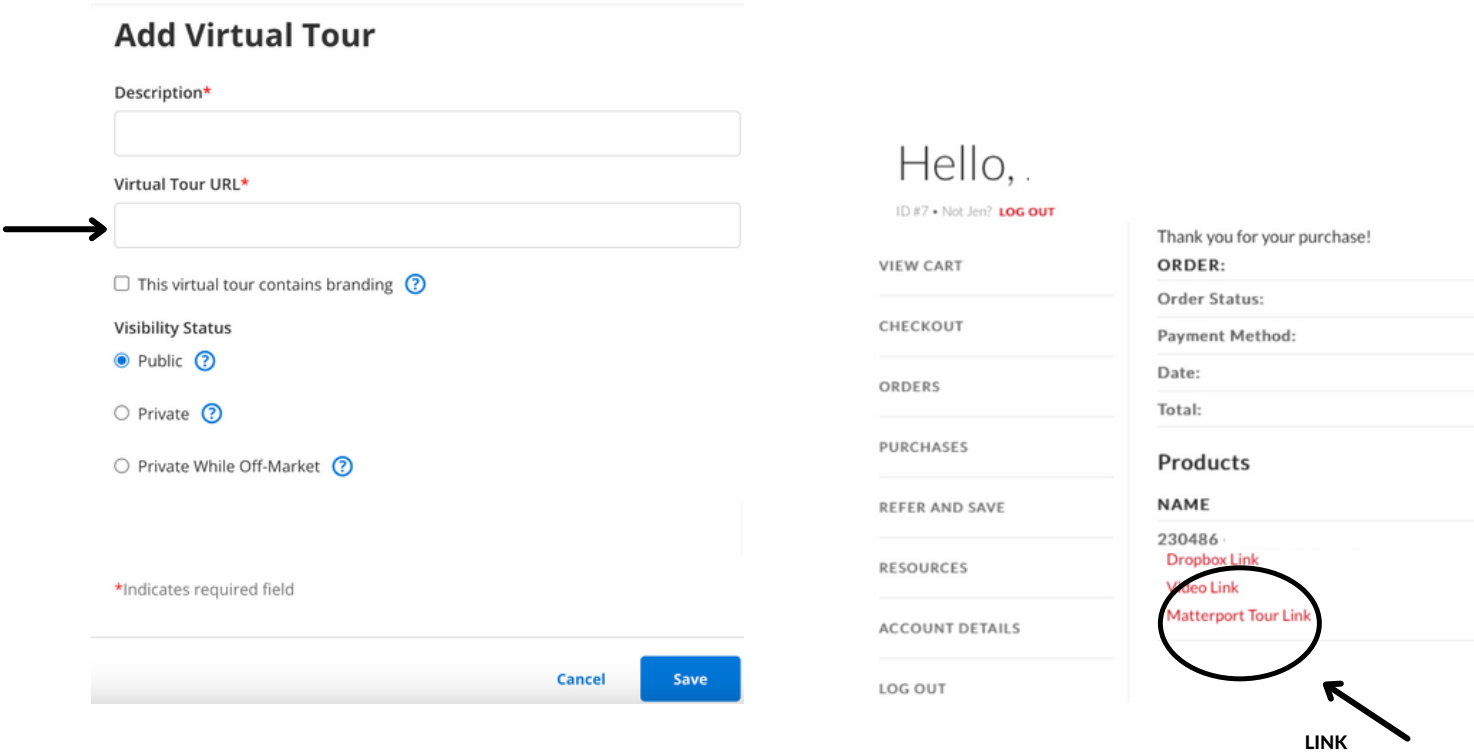 Add Virtual Tour
Description*
Virtual Tour URL*
This virtual tour contains branding ?
Visibility Status
Public ?
Private ?
Private While Off-Market ?
*Indicates required field
Cancel Save
Hello, .
ID #7 • Not Jen? LOG OUT
VIEW CART
CHECKOUT
ORDERS
PURCHASES
REFER AND SAVE
RESOURCES
ACCOUNT DETAILS
LOG OUT
Thank you for your purchase!
ORDER:
Order Status:
Payment Method:
Date:
Total:
Products
NAME
230486
Dropbox Link
Video Link
Matterport Tour Link
LINK